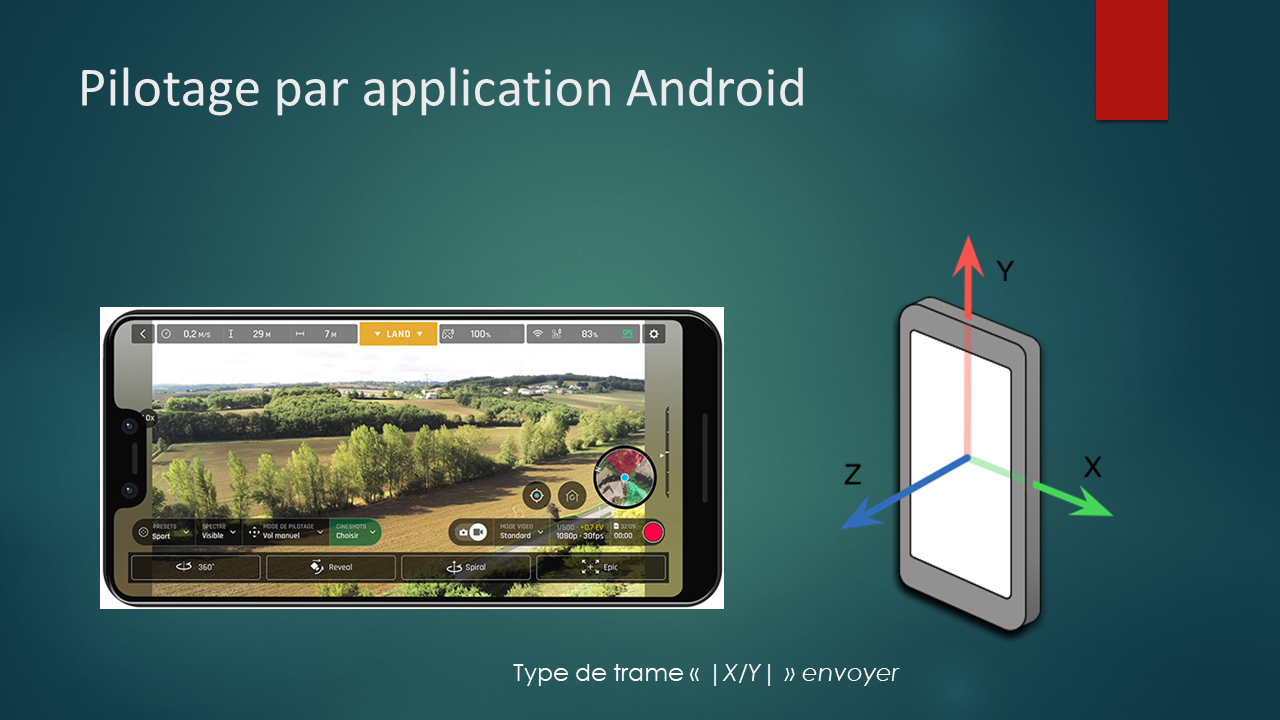 Pilotage par application Android
Y
X
Z
0.2 M/S 29 M 7 M LAND 100% 83% GPS
.0x
N
PRESETS SPECTRE MODE DE PILOTAGE CINESHOTS MODE VIDEO 1/500 · +0.7 EV 32:09
Sport Visible Vol manuel Choisir Standard 1080p · 30fps 00:00
360° Reveal Spiral Epic
Type de trame « |X/Y| » envoyer